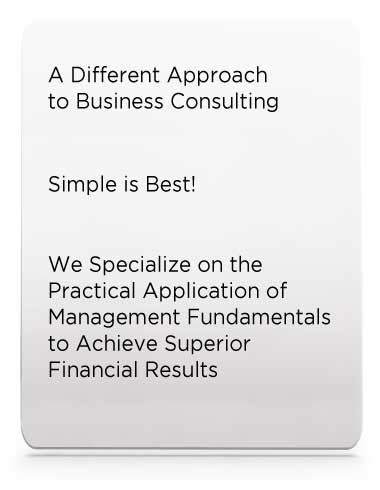 A Different Approach
to Business Consulting
Simple is Best!
We Specialize on the
Practical Application of
Management Fundamentals
to Achieve Superior
Financial Results